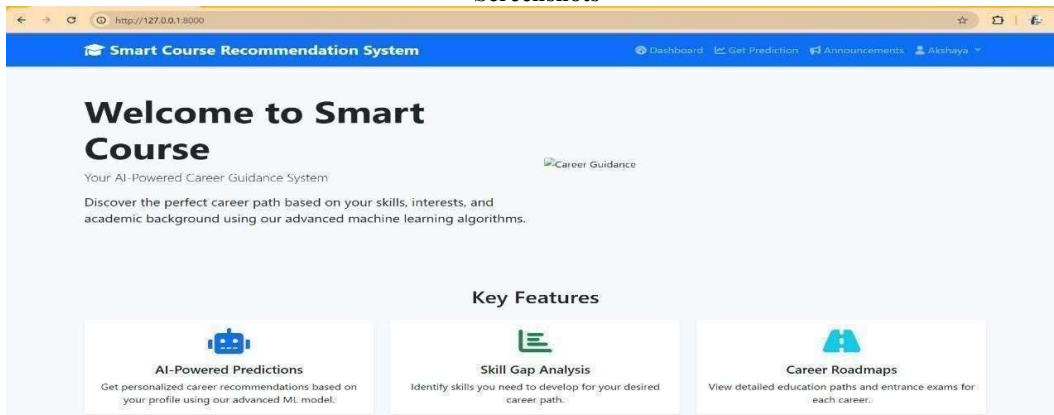 Screenshots
http://127.0.0.1:8000
Smart Course Recommendation System
Dashboard Get Prediction Announcements Akshaya
Welcome to Smart
Course
Your AI-Powered Career Guidance System
Discover the perfect career path based on your skills, interests, and
academic background using our advanced machine learning algorithms.
Career Guidance
Key Features
AI-Powered Predictions
Get personalized career recommendations based on
your profile using our advanced ML model.
Skill Gap Analysis
Identify skills you need to develop for your desired
career path.
Career Roadmaps
View detailed education paths and entrance exams for
each career.